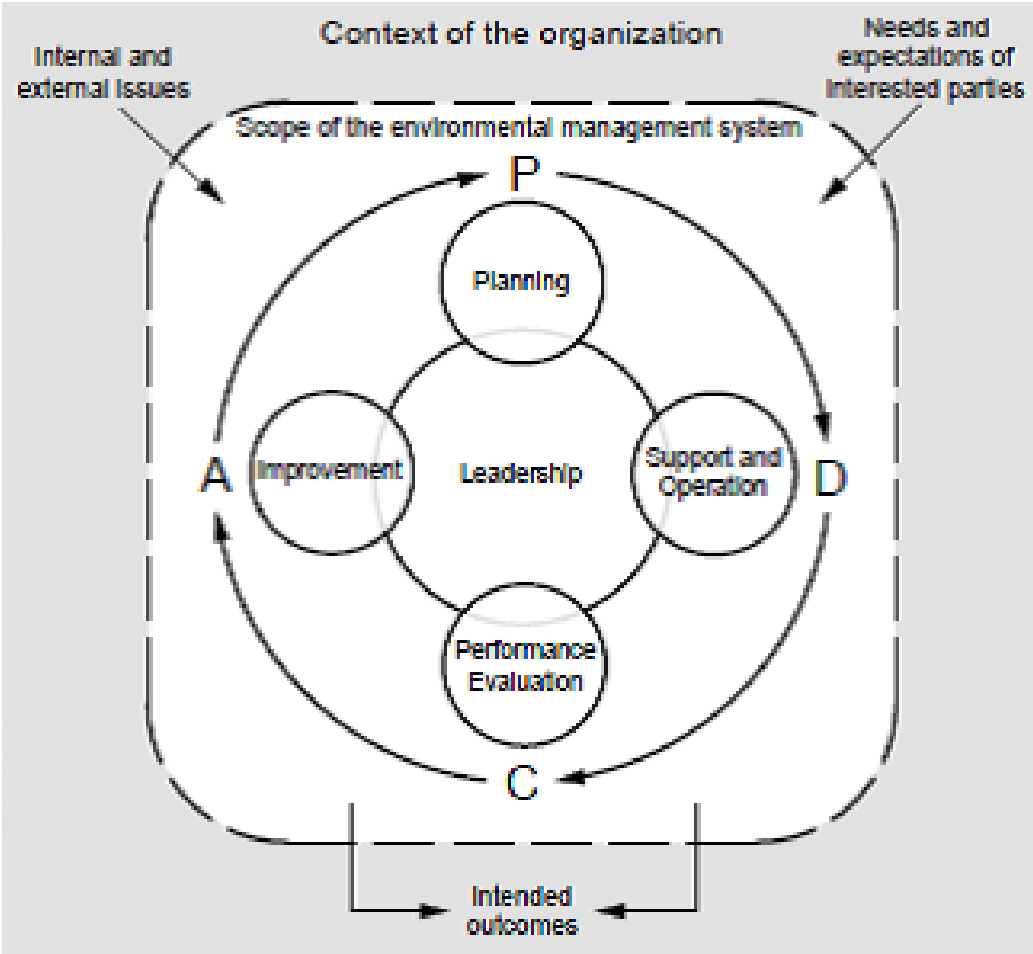 Context of the organization
Internal and
external issues
Needs and
expectations of
interested parties
Scope of the environmental management system
P
Planning
A
Improvement
Leadership
Support and
Operation
D
Performance
Evaluation
C
Intended
outcomes